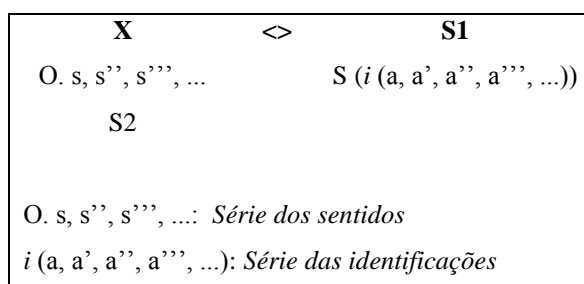 X <> S1
O. s, s’’, s’’’, ... S (i (a, a’, a’’, a’’’, ...))
S2
O. s, s’’, s’’’, ...: Série dos sentidos
i (a, a’, a’’, a’’’, ...): Série das identificações